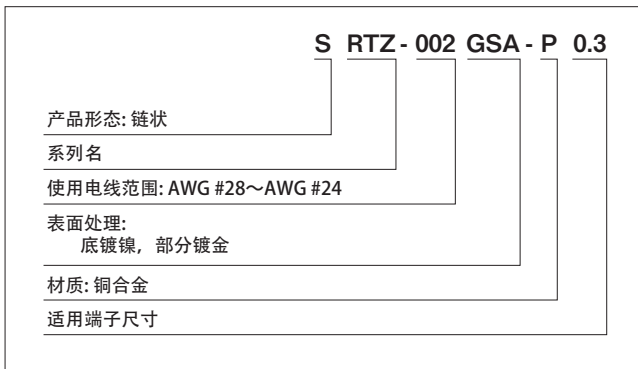 S RTZ - 002 GSA - P 0.3
产品形态: 链状
系列名
使用电线范围: AWG #28～AWG #24
表面处理:
底镀镍，部分镀金
材质: 铜合金
适用端子尺寸